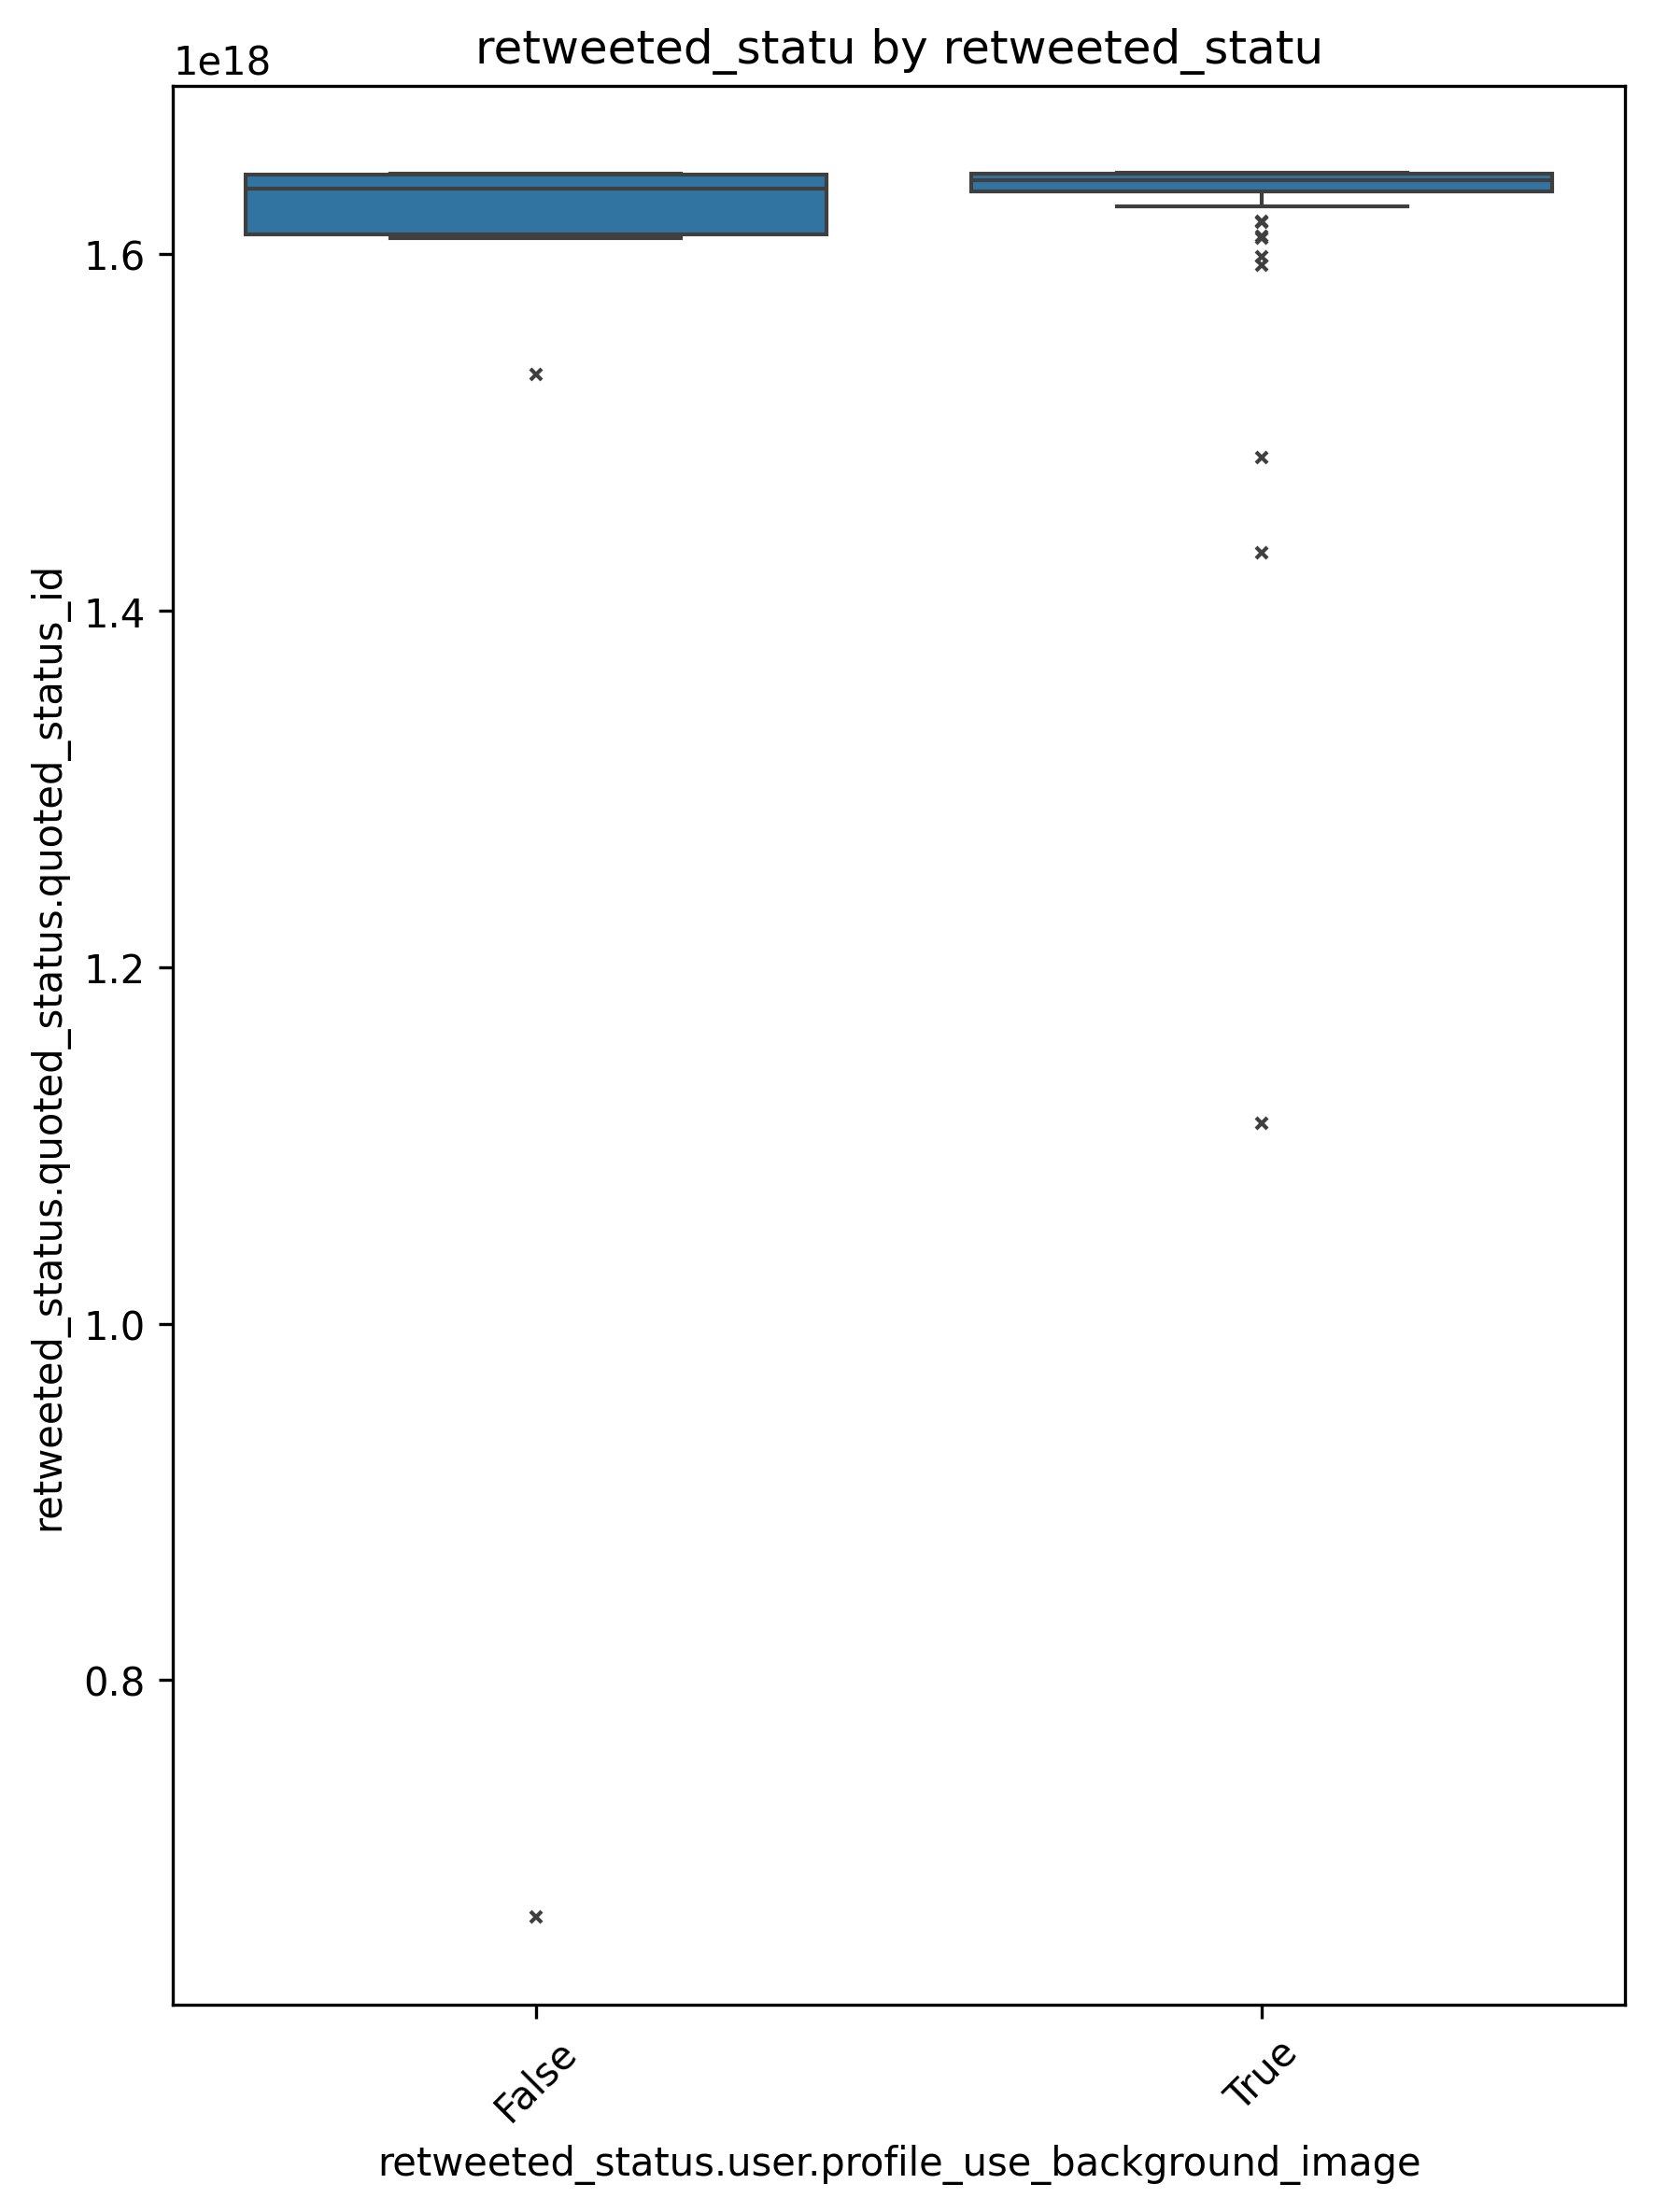 retweeted_statu by retweeted_statu
1e18
1.6
1.4
1.2
1.0
0.8
retweeted_status.quoted_status.quoted_status_id
False
True
retweeted_status.user.profile_use_background_image